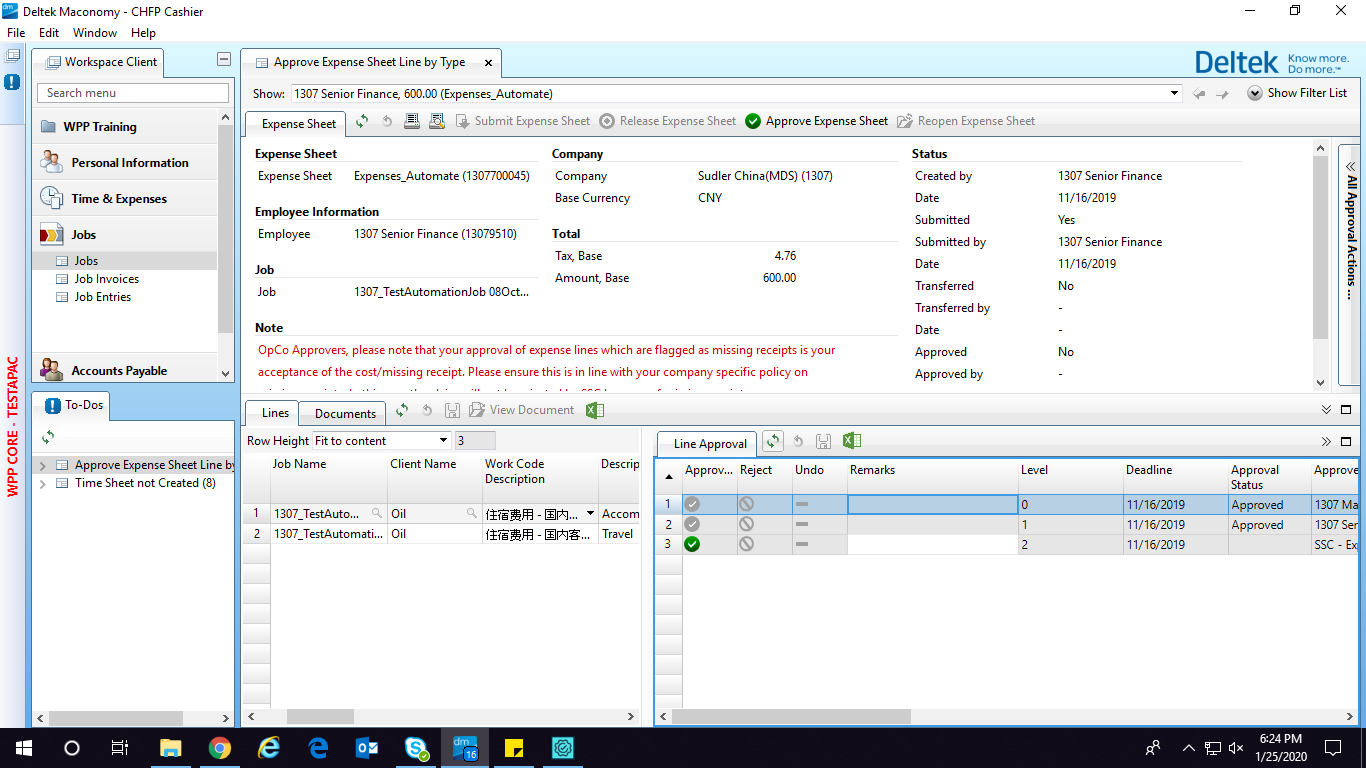 Deltek Maconomy - CHFP Cashier
File Edit Window Help
Workspace Client
Search menu
WPP Training
Personal Information
Time & Expenses
Jobs
Jobs
Job Invoices
Job Entries
Accounts Payable
WPP CORE - TESTAPAC
To-Dos
Approve Expense Sheet Line by
Time Sheet not Created (8)
Approve Expense Sheet Line by Type
Deltek Know more. Do more.™
Show: 1307 Senior Finance, 600.00 (Expenses_Automate)
Show Filter List
Expense Sheet
Submit Expense Sheet
Release Expense Sheet
Approve Expense Sheet
Reopen Expense Sheet
Expense Sheet
Expense Sheet Expenses_Automate (1307700045)
Employee Information
Employee 1307 Senior Finance (13079510)
Job
Job 1307_TestAutomationJob 08Oct...
Note
OpCo Approvers, please note that your approval of expense lines which are flagged as missing receipts is your
acceptance of the cost/missing receipt. Please ensure this is in line with your company specific policy on
Company
Company Sudler China(MDS) (1307)
Base Currency CNY
Total
Tax, Base 4.76
Amount, Base 600.00
Status
Created by 1307 Senior Finance
Date 11/16/2019
Submitted Yes
Submitted by 1307 Senior Finance
Date 11/16/2019
Transferred No
Transferred by -
Date -
Approved No
Approved by -
All Approval Actions ...
Lines
Documents
View Document
Row Height Fit to content 3
Job Name Client Name Work Code Description Descrip
1 1307_TestAuto... Oil 住宿费用 - 国内... Accom
2 1307_TestAutomati... Oil 住宿费用 - 国内客... Travel
Line Approval
Approv... Reject Undo Remarks Level Deadline Approval Status Approve
1 0 11/16/2019 Approved 1307 Ma
2 1 11/16/2019 Approved 1307 Ser
3 2 11/16/2019 SSC - Ex
dm 16
6:24 PM
1/25/2020